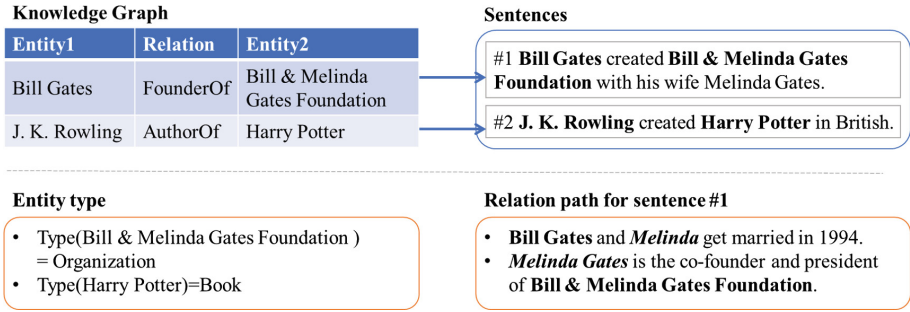 Knowledge Graph
Entity1 Relation Entity2
Bill Gates FounderOf Bill & Melinda
Gates Foundation
J. K. Rowling AuthorOf Harry Potter
Sentences
#1 Bill Gates created Bill & Melinda Gates
Foundation with his wife Melinda Gates.
#2 J. K. Rowling created Harry Potter in British.
Entity type
• Type(Bill & Melinda Gates Foundation )
= Organization
• Type(Harry Potter)=Book
Relation path for sentence #1
• Bill Gates and Melinda get married in 1994.
• Melinda Gates is the co-founder and president
of Bill & Melinda Gates Foundation.